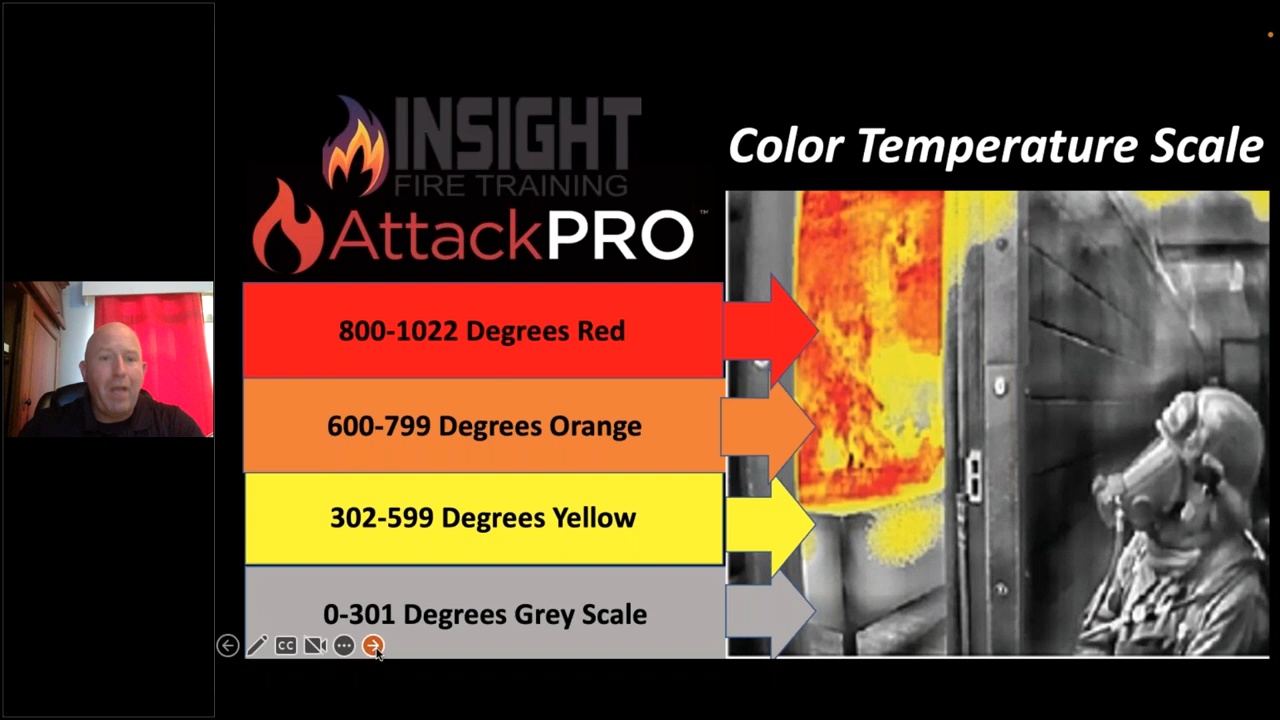 INSIGHT
FIRE TRAINING
AttackPRO™
Color Temperature Scale
800-1022 Degrees Red
600-799 Degrees Orange
302-599 Degrees Yellow
0-301 Degrees Grey Scale
CC